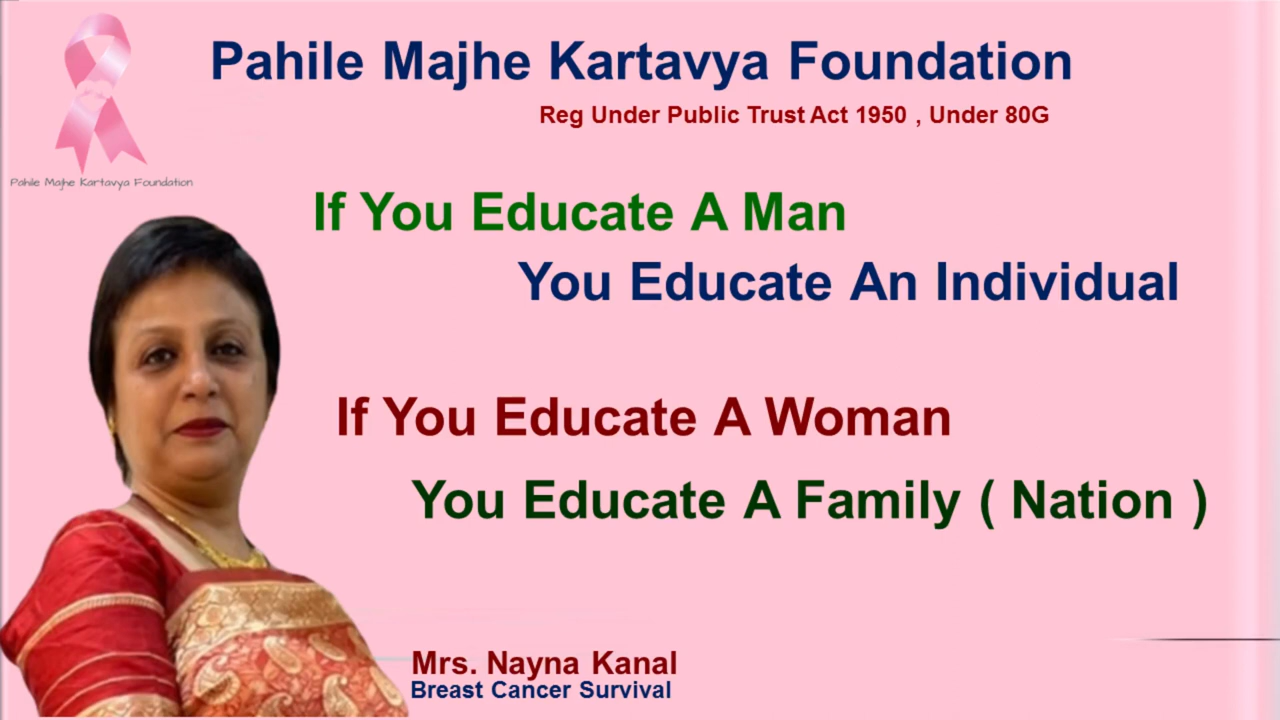 Pahile Majhe Kartavya Foundation
Reg Under Public Trust Act 1950 , Under 80G
Pahile Majhe Kartavya Foundation
If You Educate A Man
You Educate An Individual
If You Educate A Woman
You Educate A Family ( Nation )
Mrs. Nayna Kanal
Breast Cancer Survival